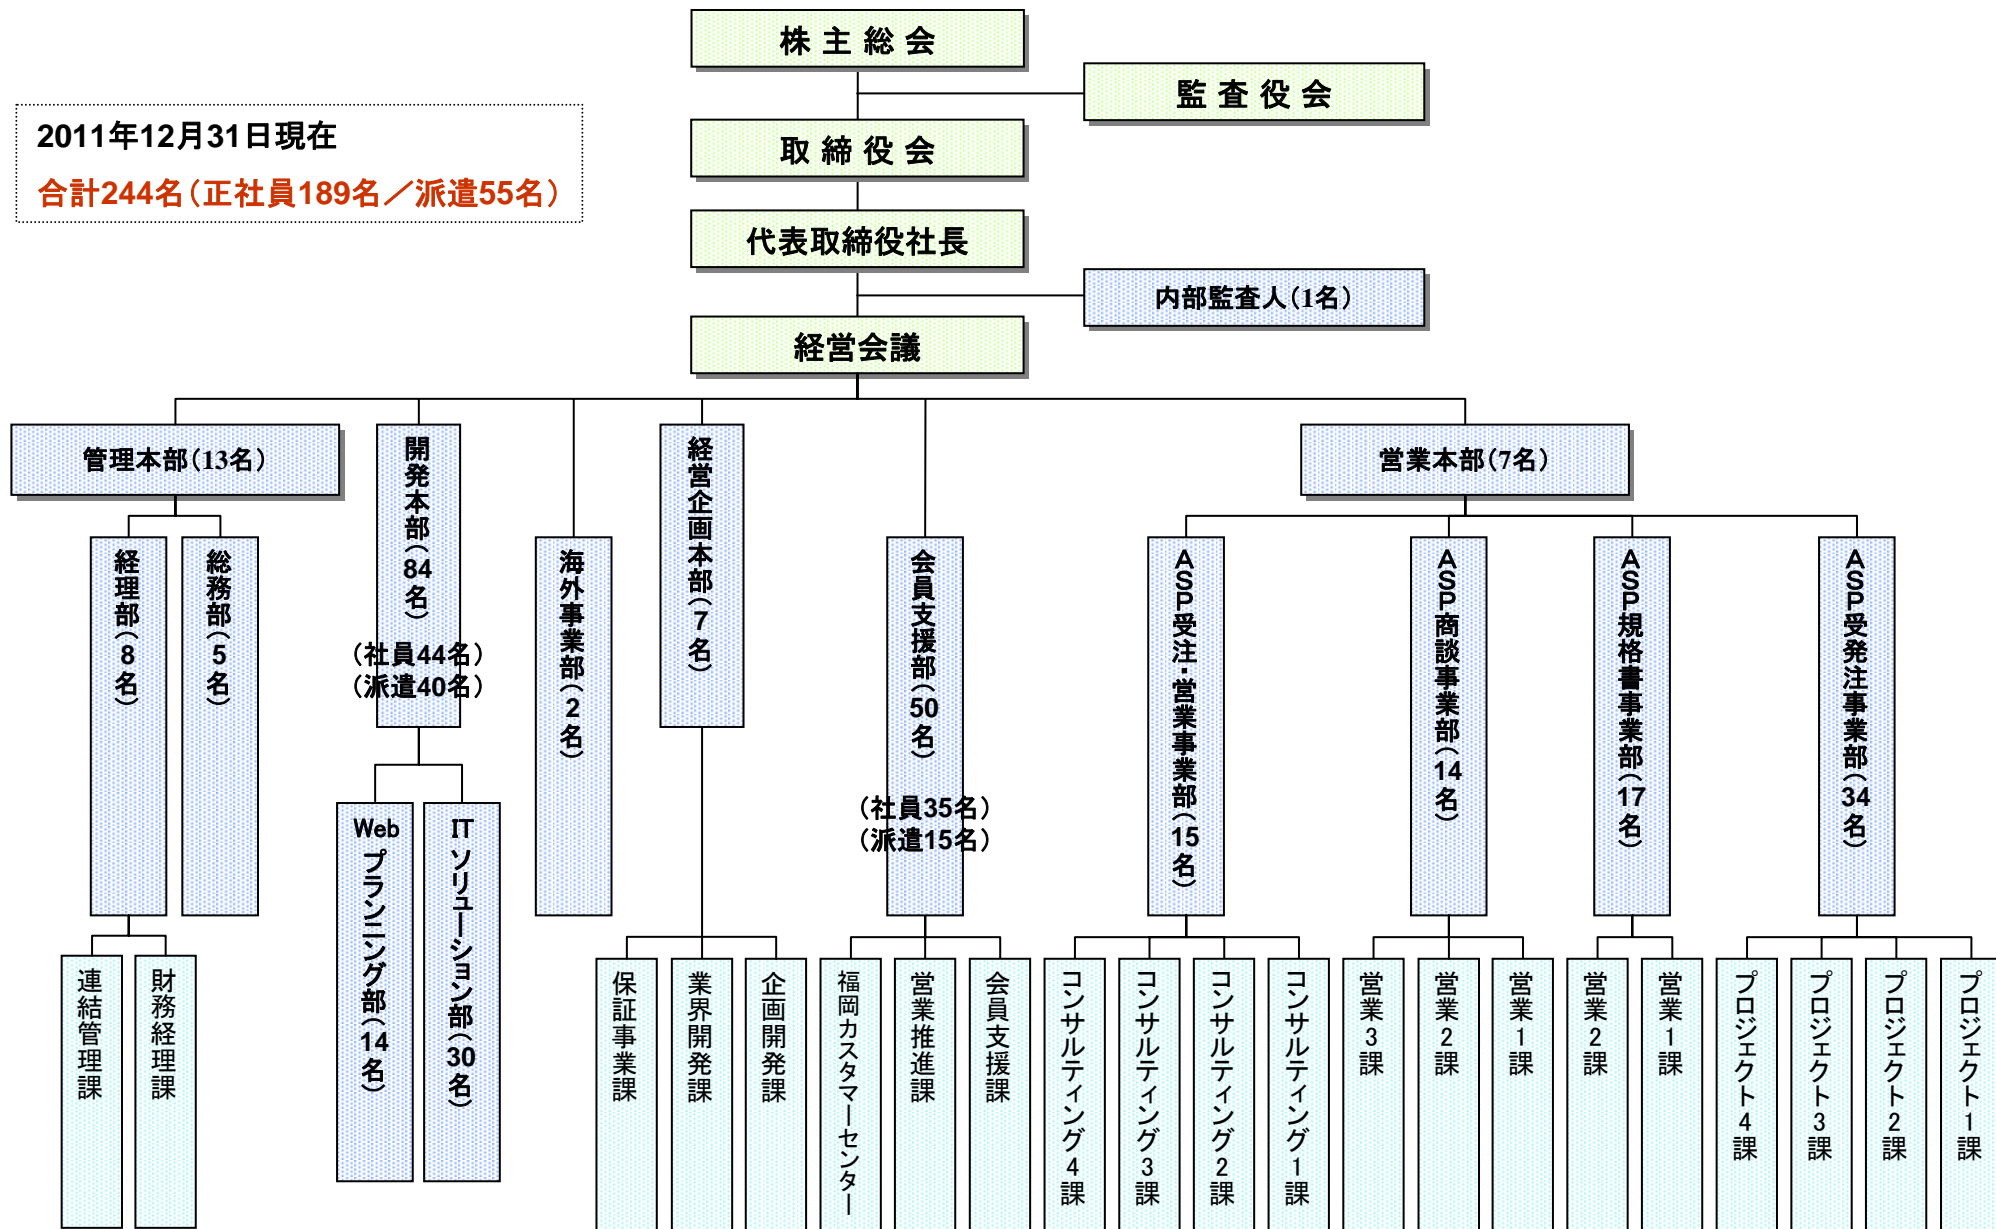 株主総会
監査役会
2011年12月31日現在
合計244名（正社員189名／派遣55名）
取締役会
代表取締役社長
内部監査人（1名）
経営会議
管理本部（13名）
経理部（8名）
総務部（5名）
連結管理課
財務経理課
開発本部（84名）
（社員44名）
（派遣40名）
Webプランニング部（14名）
ITソリューション部（30名）
海外事業部（2名）
経営企画本部（7名）
保証事業課
業界開発課
企画開発課
会員支援部（50名）
（社員35名）
（派遣15名）
福岡カスタマーセンター
営業推進課
会員支援課
営業本部（7名）
ASP受注・営業事業部（15名）
コンサルティング4課
コンサルティング3課
コンサルティング2課
コンサルティング1課
ASP商談事業部（14名）
営業3課
営業2課
営業1課
ASP規格書事業部（17名）
営業2課
営業1課
ASP受発注事業部（34名）
プロジェクト4課
プロジェクト3課
プロジェクト2課
プロジェクト1課